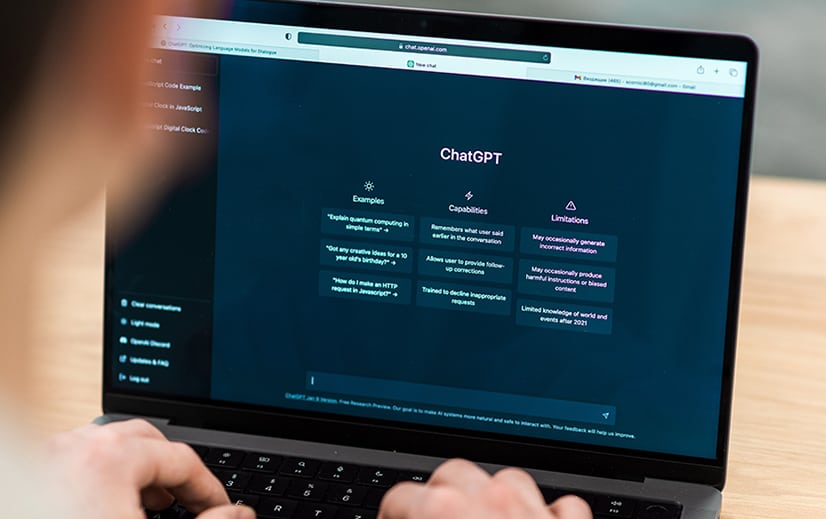 chat.openai.com
ChatGPT: Optimizing Language Models for Dialogue
New chat
chat
Script Code Example
Clock in JavaScript
Script Digital Clock Code
ChatGPT
Examples
"Explain quantum computing in
simple terms" →
"Got any creative ideas for a 10
year old's birthday?" →
"How do I make an HTTP
request in Javascript?" →
Capabilities
Remembers what user said
earlier in the conversation
Allows user to provide follow-
up corrections
Trained to decline inappropriate
requests
Limitations
May occasionally generate
incorrect information
May occasionally produce
harmful instructions or biased
content
Limited knowledge of world and
events after 2021
Clear conversations
Light mode
OpenAI Discord
Updates & FAQ
Log out
ChatGPT Jan 9 Version. Free Research Preview. Our goal is to make AI systems more natural and safe to interact with. Your feedback will help us improve.